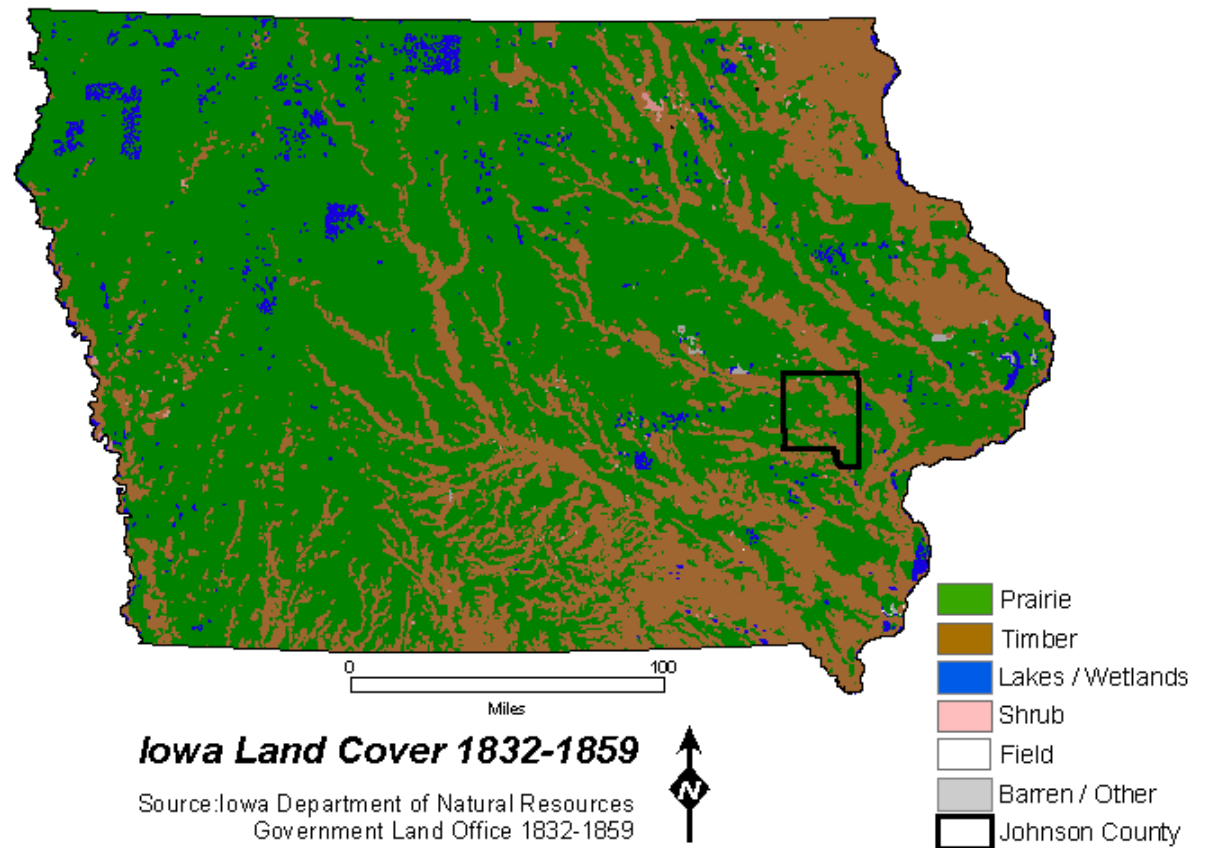 0 100
Miles
Iowa Land Cover 1832-1859
Source:Iowa Department of Natural Resources
Government Land Office 1832-1859
N
Prairie
Timber
Lakes / Wetlands
Shrub
Field
Barren / Other
Johnson County